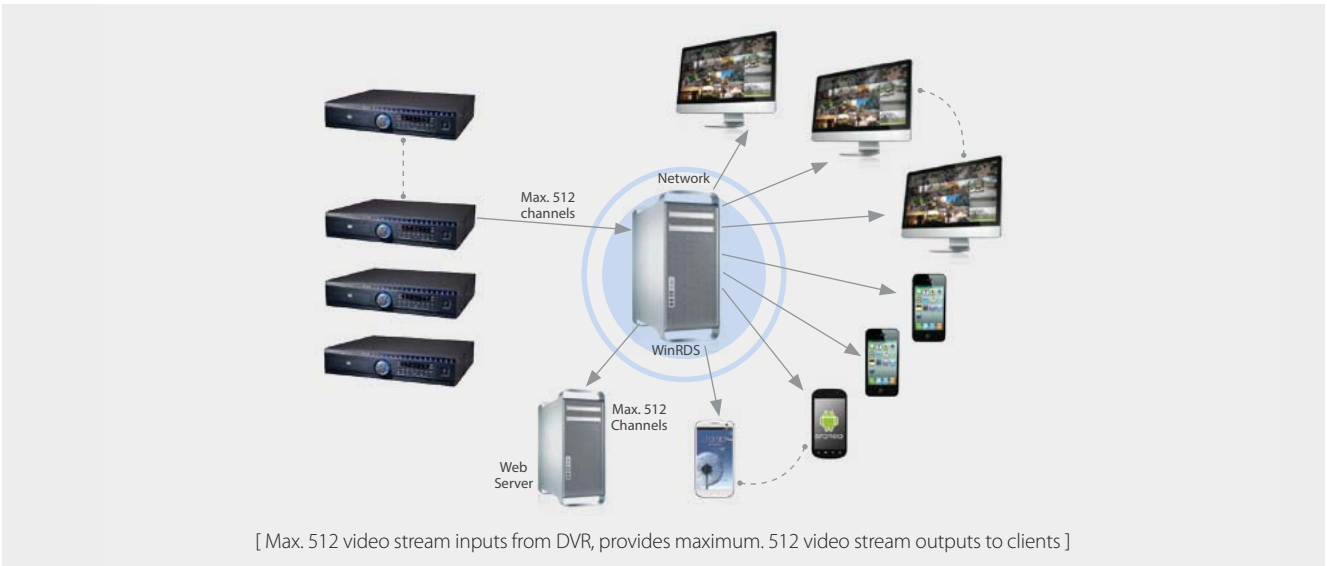 Network
Max. 512
channels
WinRDS
Max. 512
Channels
Web
Server
[ Max. 512 video stream inputs from DVR, provides maximum. 512 video stream outputs to clients ]